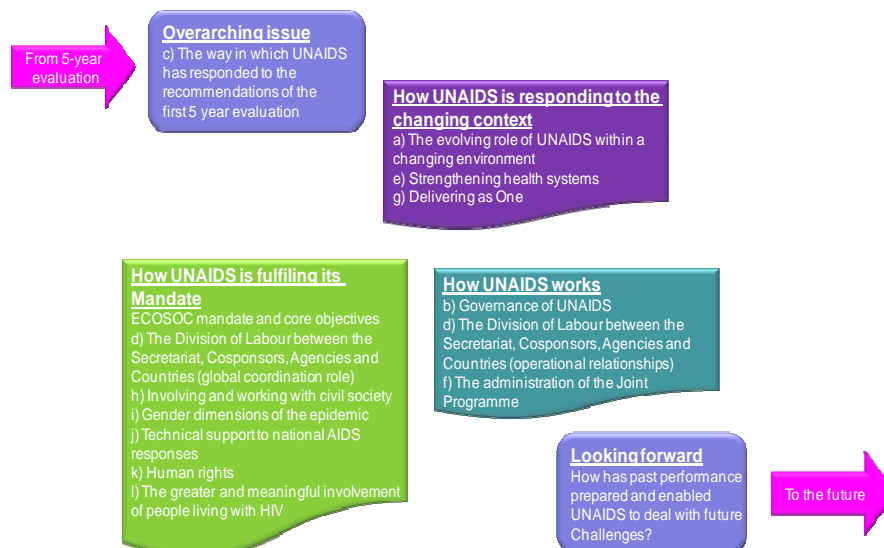 From 5-year
evaluation
Overarching issue
c) The way in which UNAIDS
has responded to the
recommendations of the
first 5 year evaluation
How UNAIDS is responding to the
changing context
a) The evolving role of UNAIDS within a
changing environment
e) Strengthening health systems
g) Delivering as One
How UNAIDS is fulfiling its
Mandate
ECOSOC mandate and core objectives
d) The Division of Labour between the
Secretariat, Cosponsors, Agencies and
Countries (global coordination role)
h) Involving and working with civil society
i) Gender dimensions of the epidemic
j) Technical support to national AIDS
responses
k) Human rights
l) The greater and meaningful involvement
of people living with HIV
How UNAIDS works
b) Governance of UNAIDS
d) The Division of Labour between the
Secretariat, Cosponsors, Agencies and
Countries (operational relationships)
f) The administration of the Joint
Programme
Looking forward
How has past performance
prepared and enabled
UNAIDS to deal with future
Challenges?
To the future